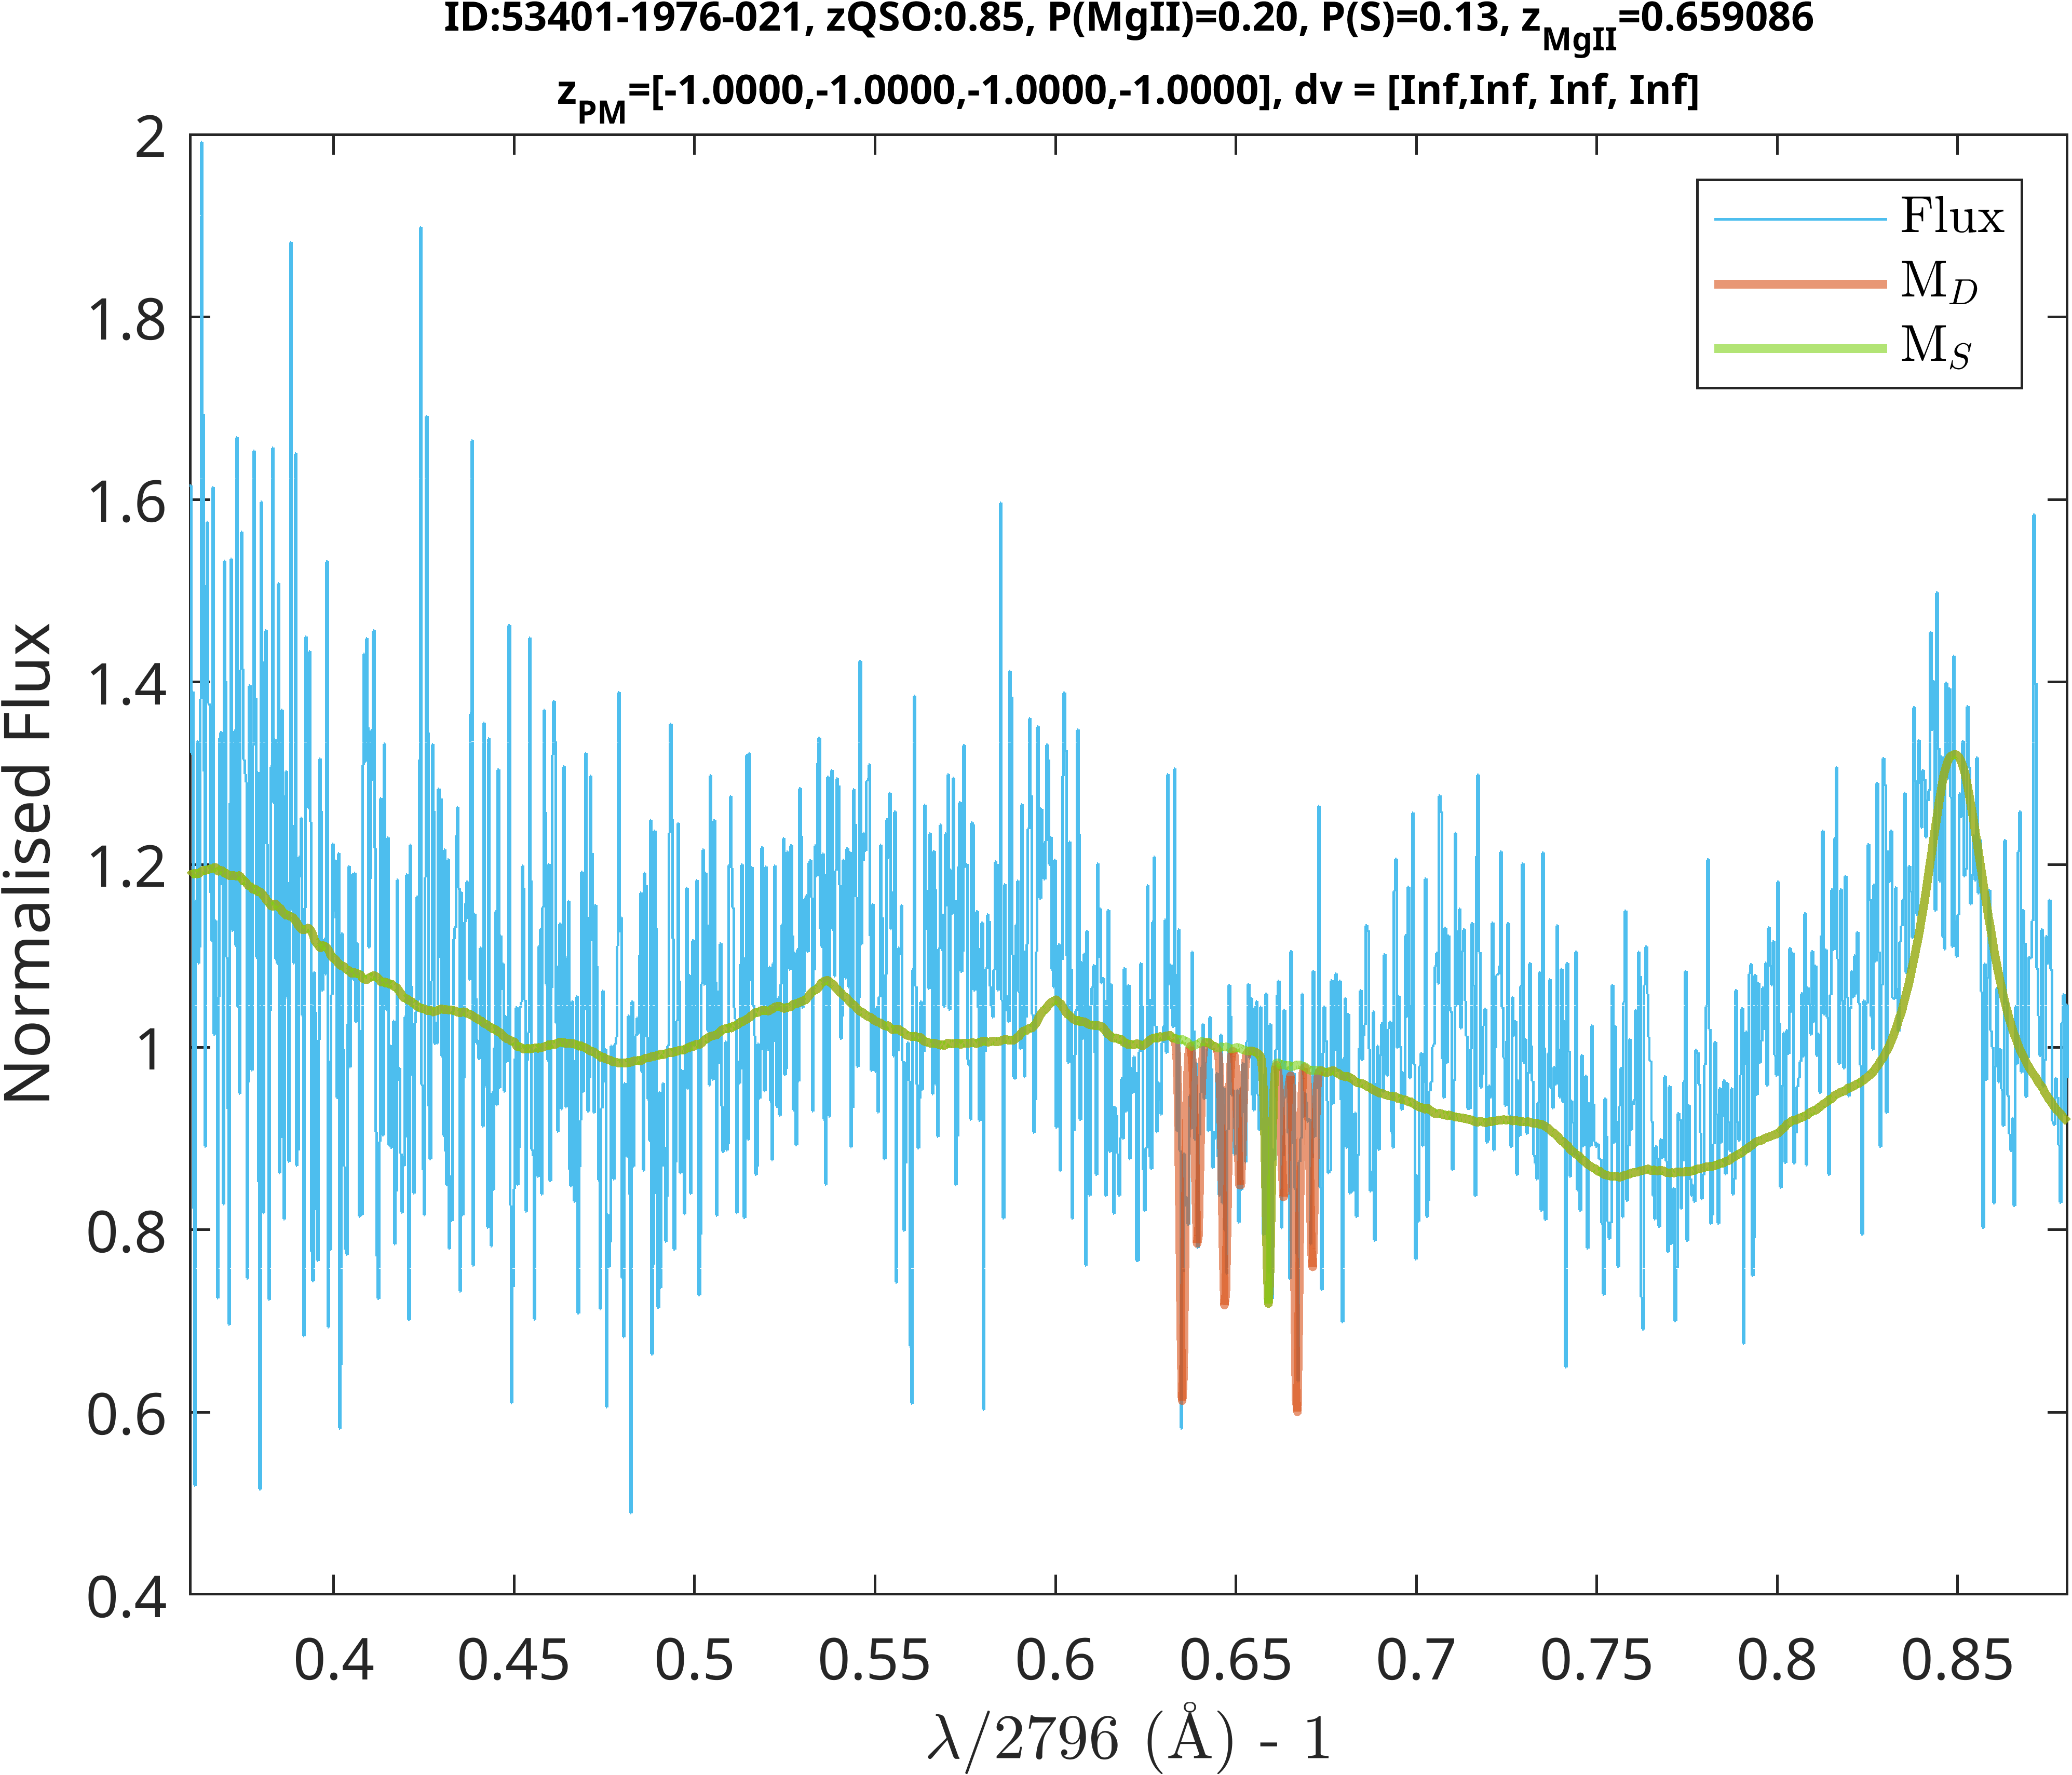 ID:53401-1976-021, zQSO:0.85, P(MgII)=0.20, P(S)=0.13, zMgII=0.659086
zPM=[-1.0000,-1.0000,-1.0000,-1.0000], dv = [Inf,Inf, Inf, Inf]
2
1.8
1.6
1.4
1.2
1
0.8
0.6
0.4
Normalised Flux
Flux
MD
MS
0.4 0.45 0.5 0.55 0.6 0.65 0.7 0.75 0.8 0.85
λ/2796 (Å) - 1